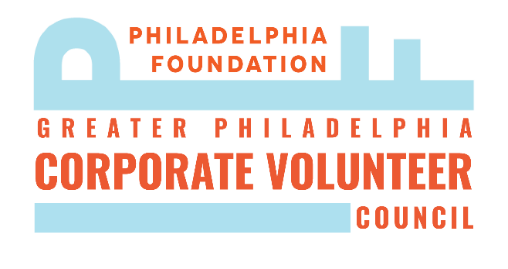 PHILADELPHIA
FOUNDATION
GREATER PHILADELPHIA
CORPORATE VOLUNTEER
COUNCIL